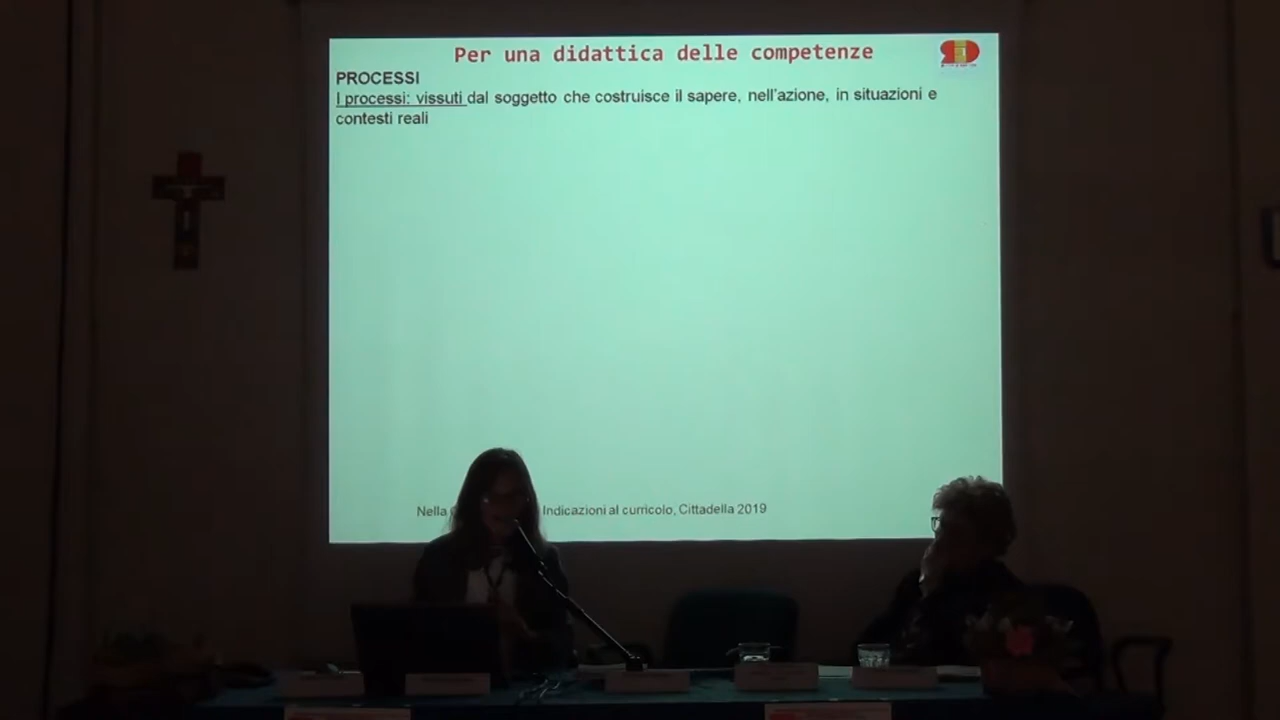 Per una didattica delle competenze
PROCESSI
I processi: vissuti dal soggetto che costruisce il sapere, nell'azione, in situazioni e
contesti reali
Nella Indicazioni al curricolo, Cittadella 2019